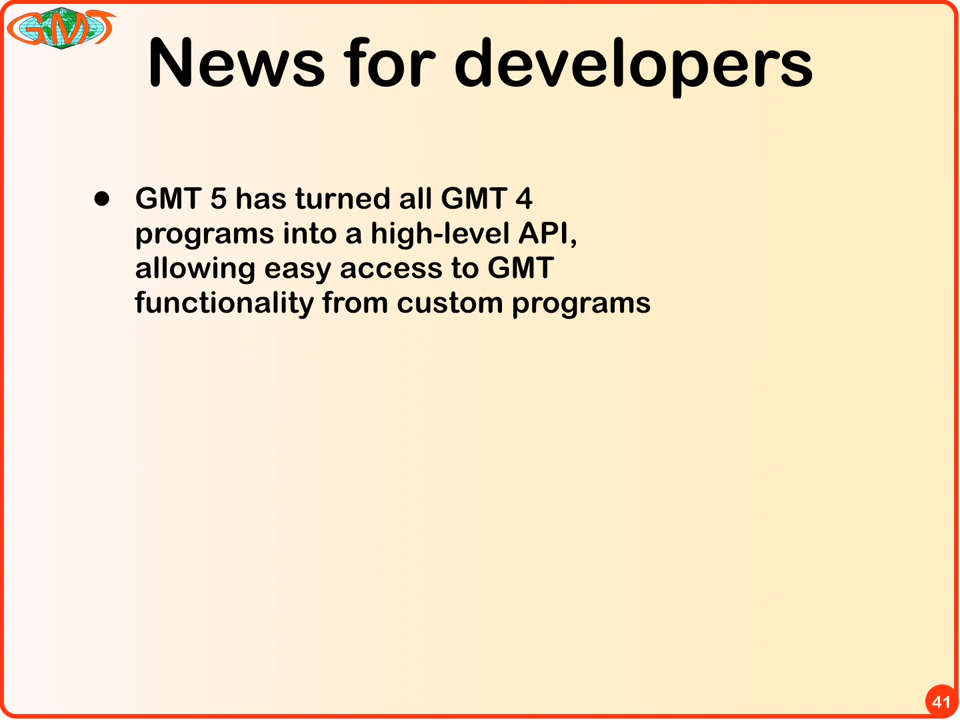 GMT
News for developers
• GMT 5 has turned all GMT 4
programs into a high-level API,
allowing easy access to GMT
functionality from custom programs
41